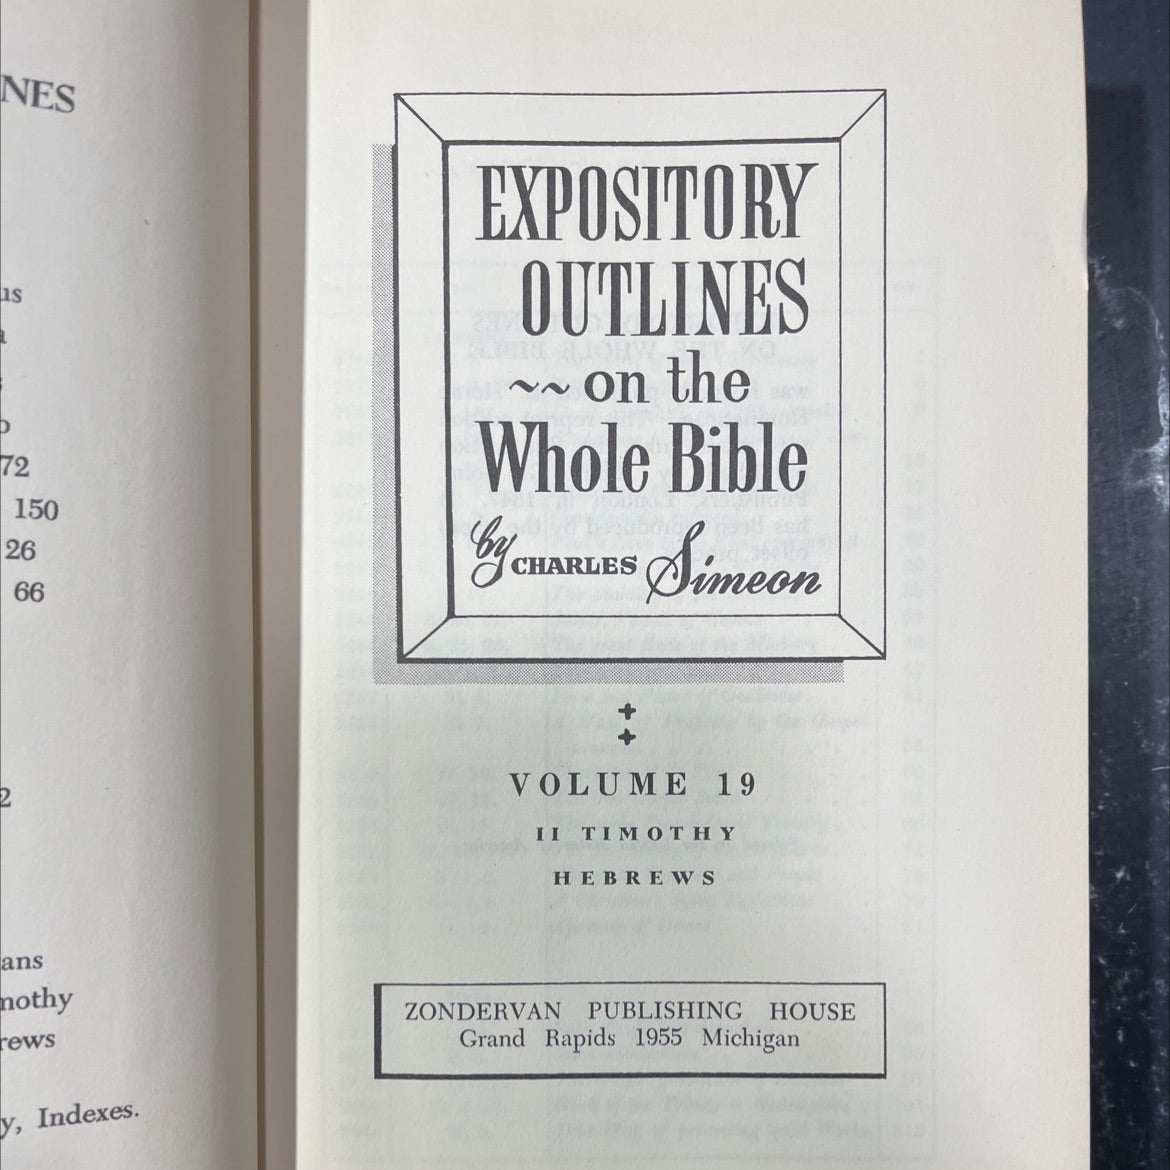 NES
us
a
s
o
72
150
26
66
2
ans
mothy
rews
y, Indexes.
EXPOSITORY
OUTLINES
~~ on the
Whole Bible
by CHARLES Simeon
VOLUME 19
II TIMOTHY
HEBREWS
ZONDERVAN PUBLISHING HOUSE
Grand Rapids 1955 Michigan